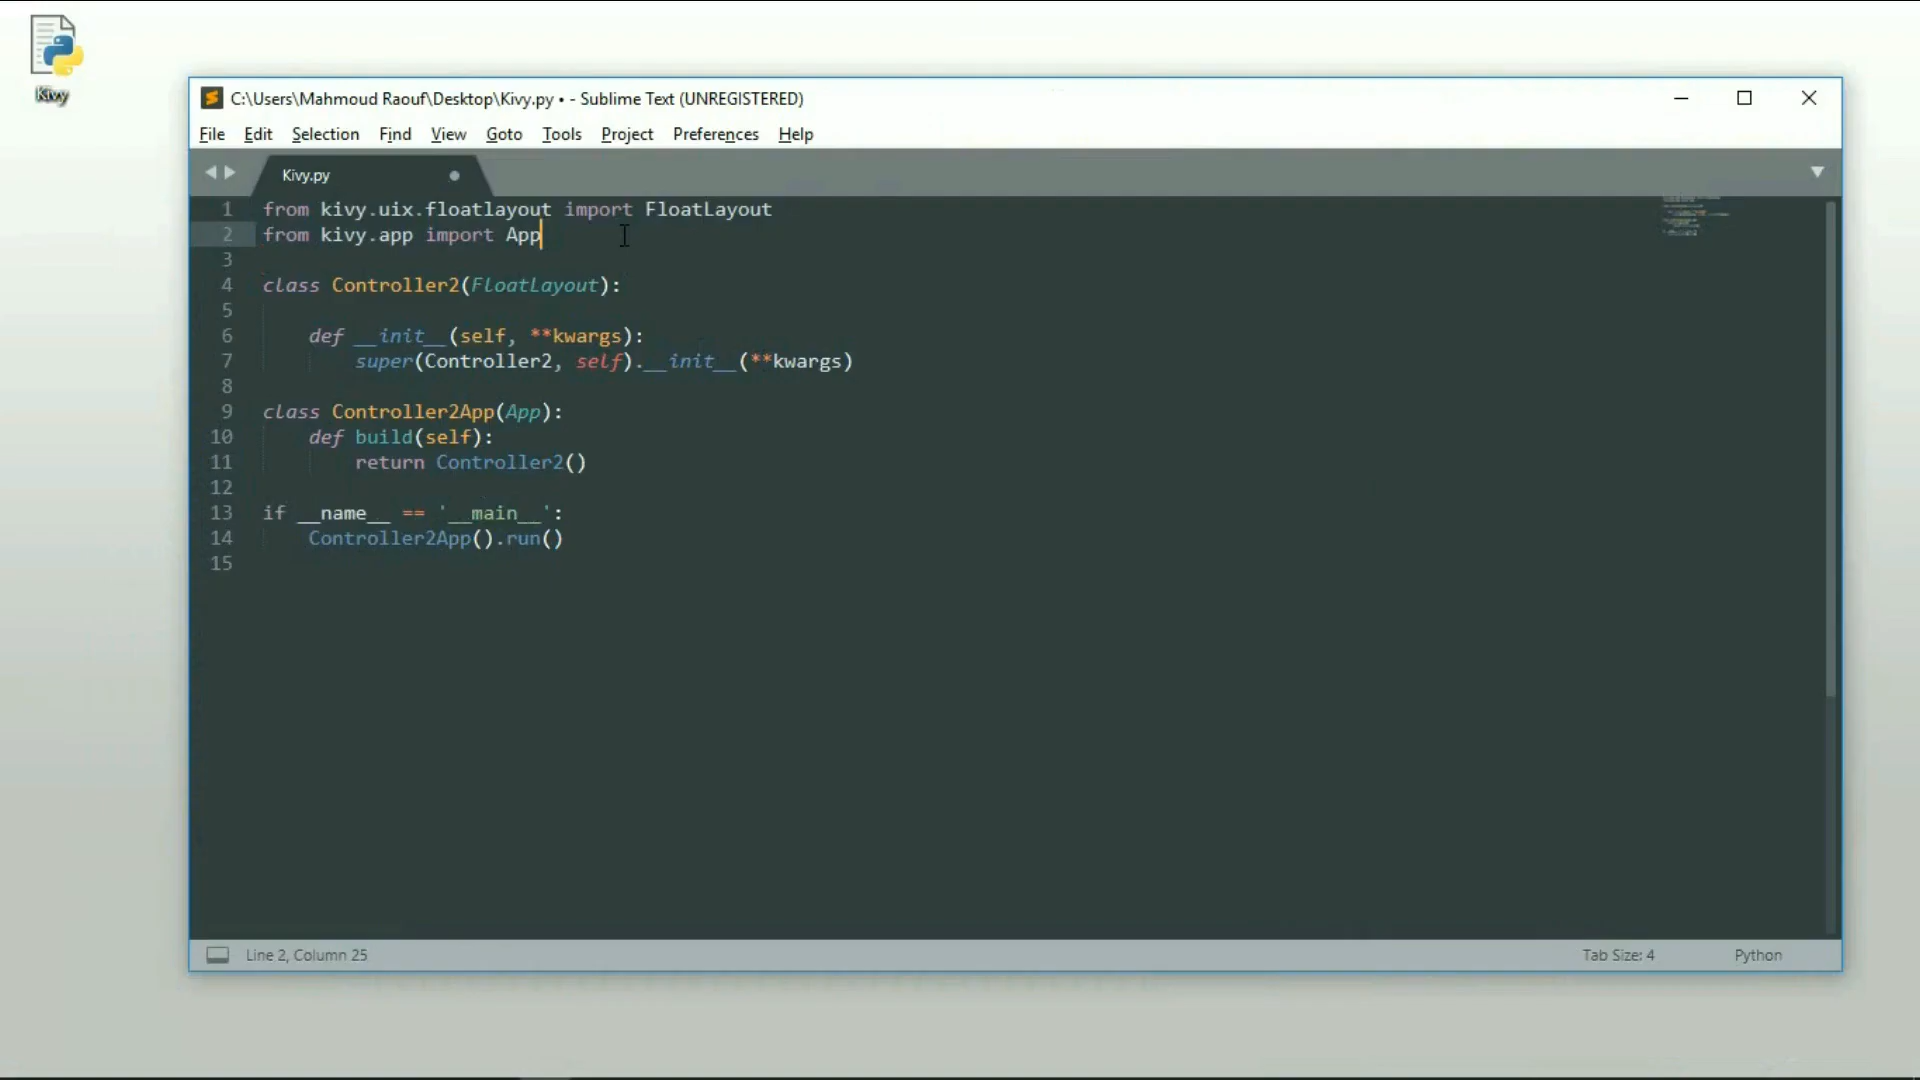 Kivy
C:\Users\Mahmoud Raouf\Desktop\Kivy.py • - Sublime Text (UNREGISTERED)
File Edit Selection Find View Goto Tools Project Preferences Help
Kivy.py
1 from kivy.uix.floatlayout import FloatLayout
2 from kivy.app import App
3
4 class Controller2(FloatLayout):
5
6 def __init__(self, **kwargs):
7 super(Controller2, self).__init__(**kwargs)
8
9 class Controller2App(App):
10 def build(self):
11 return Controller2()
12
13 if __name__ == '__main__':
14 Controller2App().run()
15
Line 2, Column 25 Tab Size: 4 Python